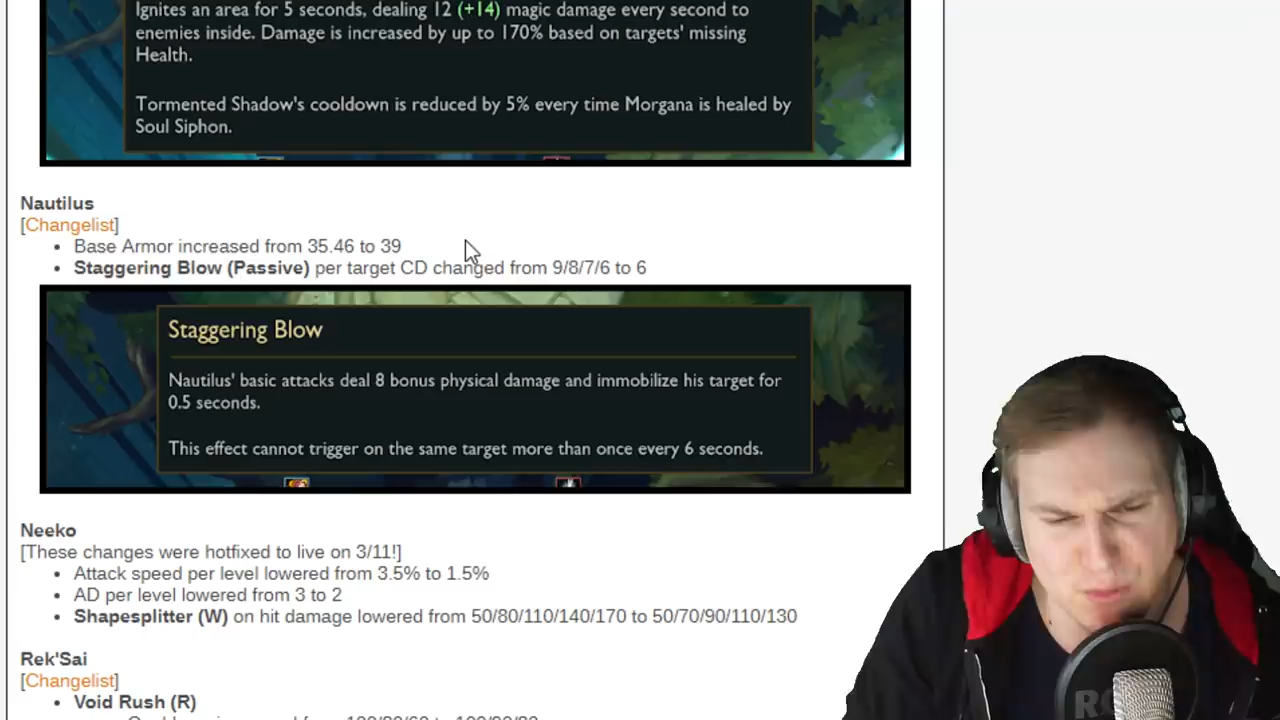 Ignites an area for 5 seconds, dealing 12 (+14) magic damage every second to
enemies inside. Damage is increased by up to 170% based on targets' missing
Health.
Tormented Shadow's cooldown is reduced by 5% every time Morgana is healed by
Soul Siphon.
Nautilus
[Changelist]
• Base Armor increased from 35.46 to 39
• Staggering Blow (Passive) per target CD changed from 9/8/7/6 to 6
Staggering Blow
Nautilus' basic attacks deal 8 bonus physical damage and immobilize his target for
0.5 seconds.
This effect cannot trigger on the same target more than once every 6 seconds.
Neeko
[These changes were hotfixed to live on 3/11!]
• Attack speed per level lowered from 3.5% to 1.5%
• AD per level lowered from 3 to 2
• Shapesplitter (W) on hit damage lowered from 50/80/110/140/170 to 50/70/90/110/130
Rek'Sai
[Changelist]
• Void Rush (R)